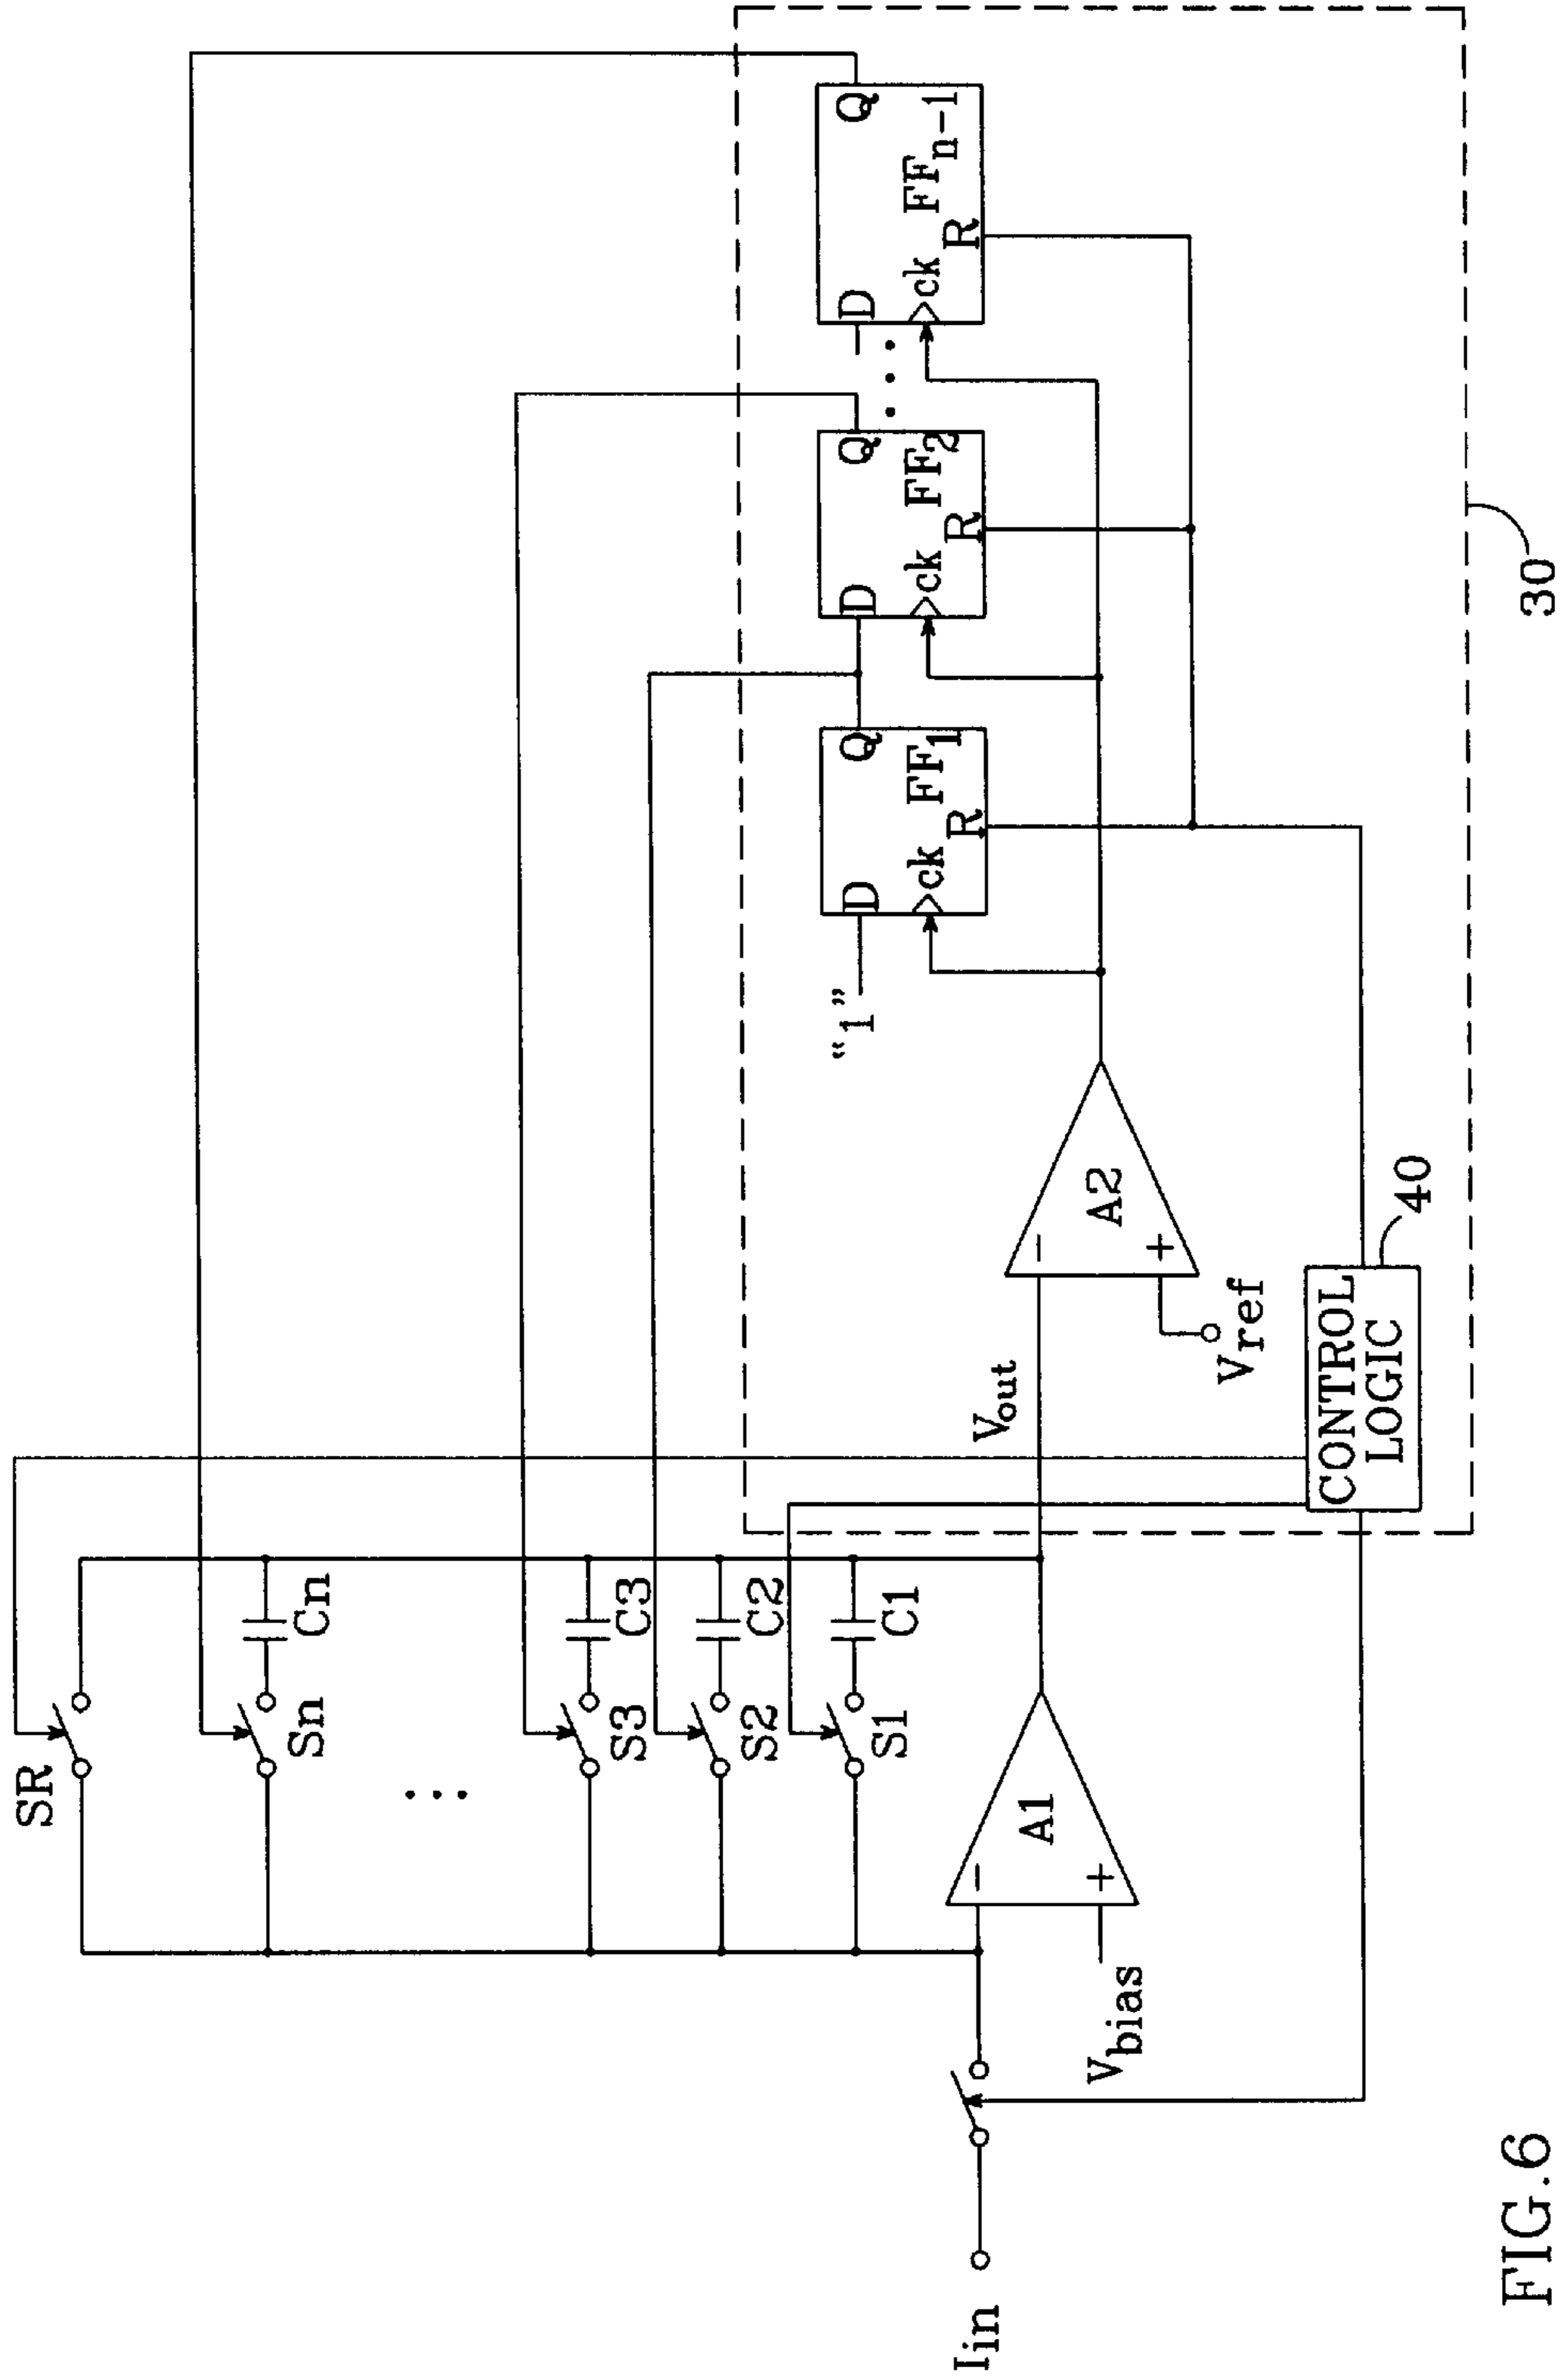 SR
Sn
Cn
S3
C3
S2
C2
S1
C1
Iin
Vbias
−
+
A1
Vout
Vref
−
+
A2
"1"
D
Q
ck
FF1
R
D
Q
ck
FF2
R
D
Q
ck
FFn−1
R
CONTROL
LOGIC
40
30
FIG.6